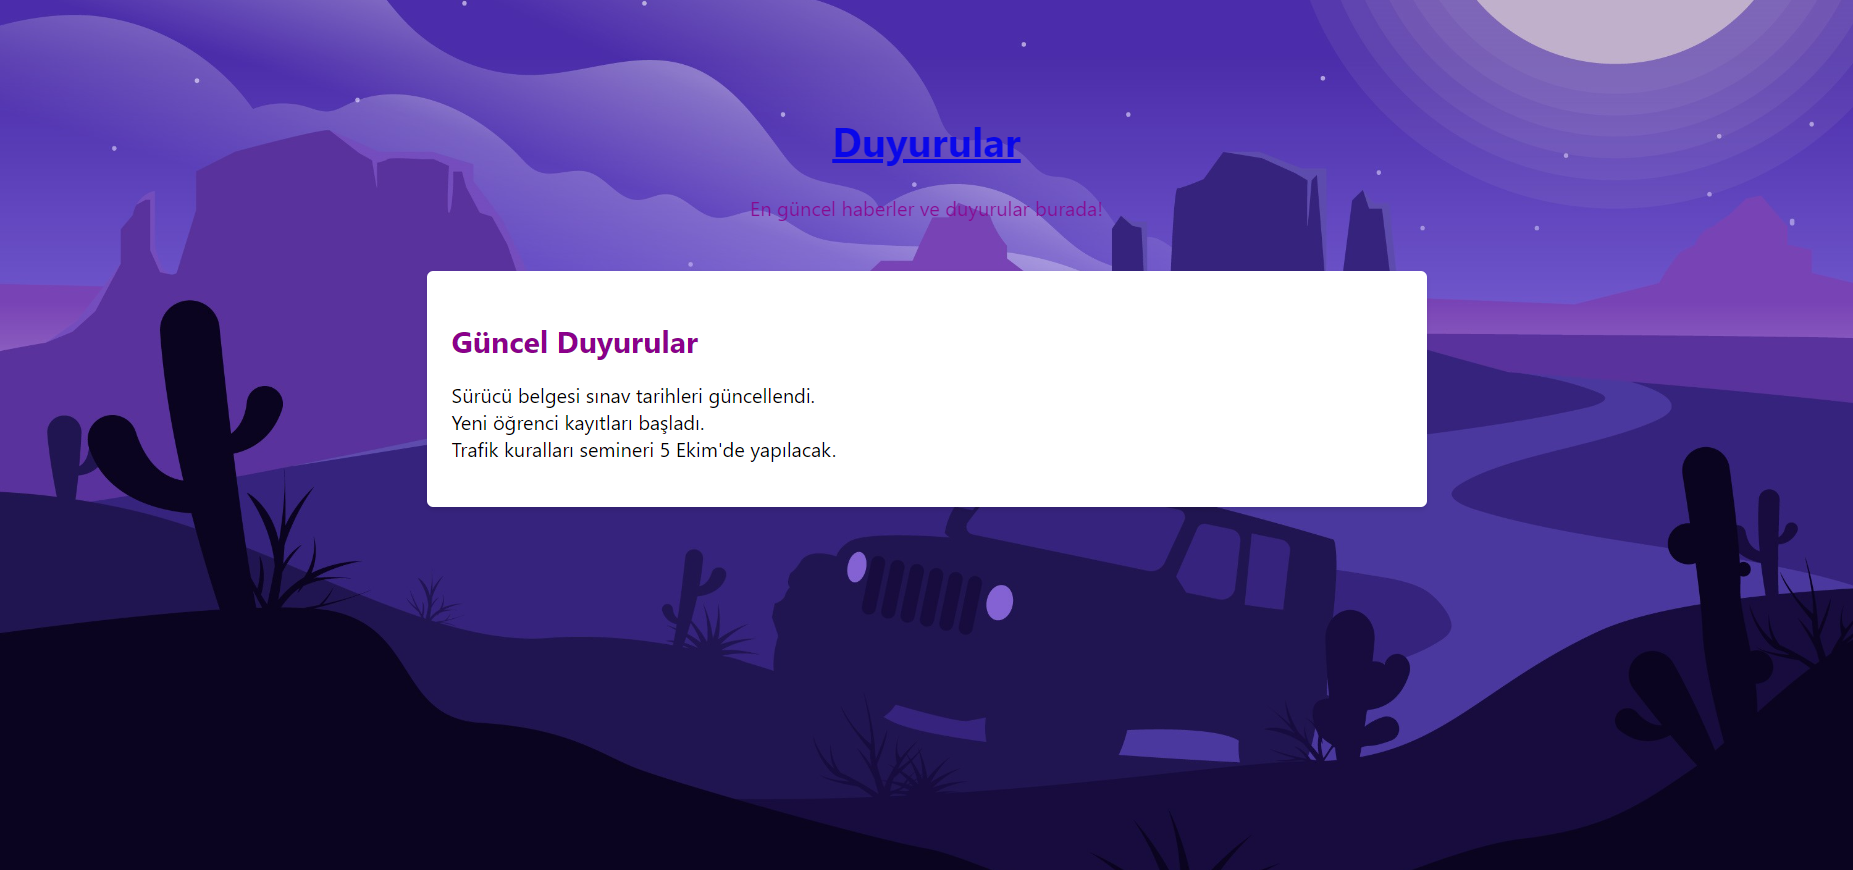 Duyurular
En güncel haberler ve duyurular burada!
Güncel Duyurular
Sürücü belgesi sınav tarihleri güncellendi.
Yeni öğrenci kayıtları başladı.
Trafik kuralları semineri 5 Ekim'de yapılacak.